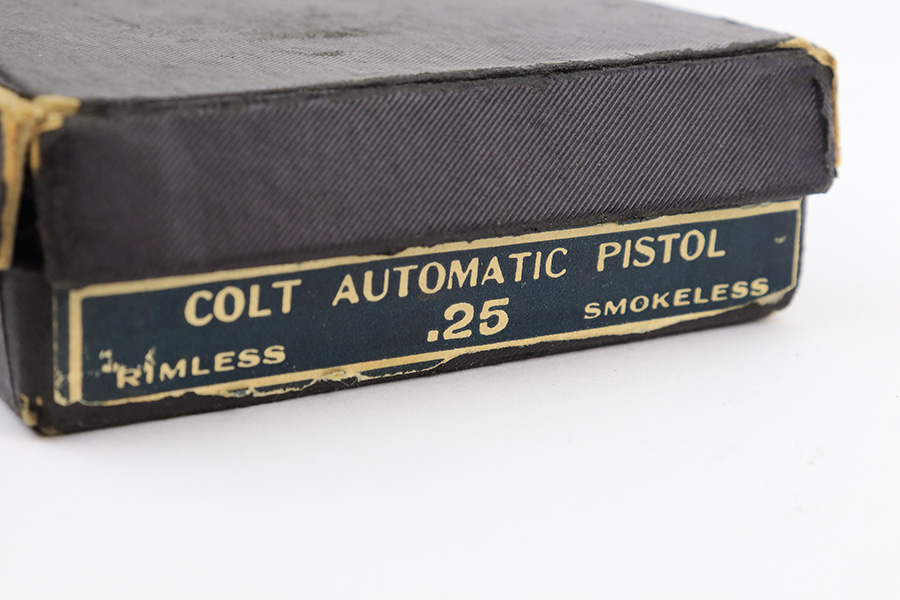 COLT AUTOMATIC PISTOL
.25
RIMLESS SMOKELESS